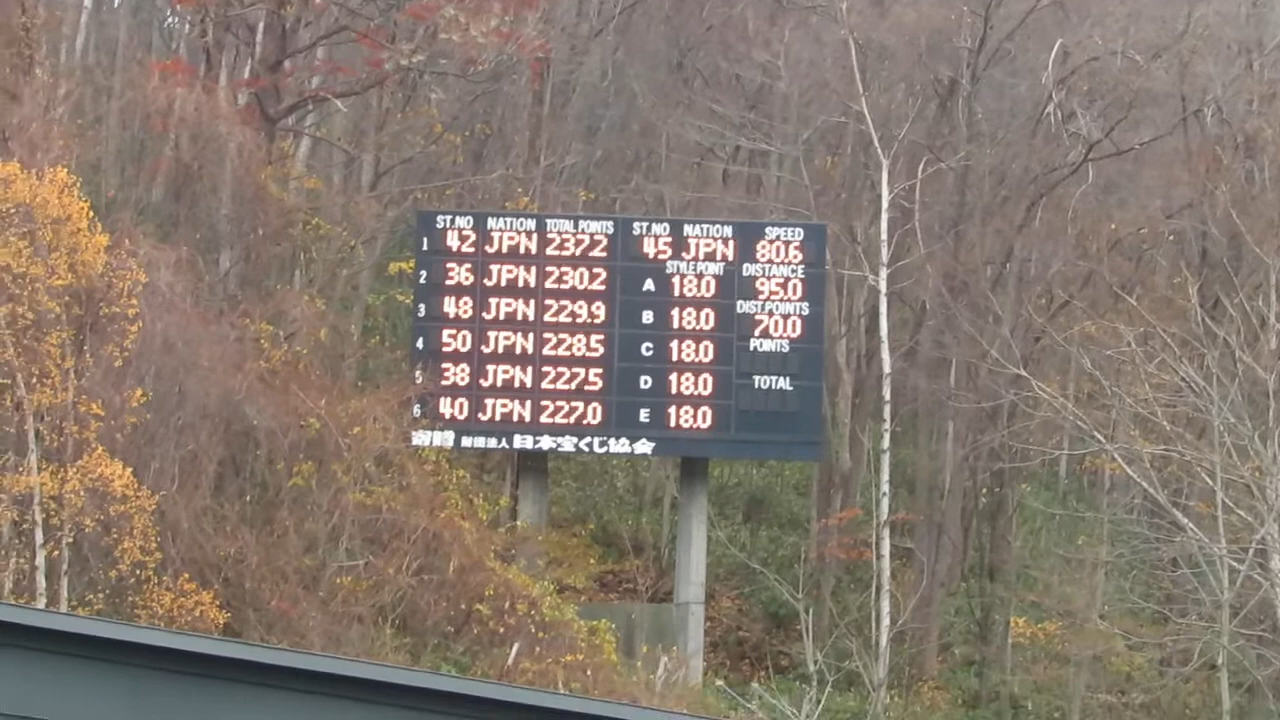 ST.NO NATION TOTAL POINTS
1 42 JPN 237.2
2 36 JPN 230.2
3 48 JPN 229.9
4 50 JPN 228.5
5 38 JPN 227.5
6 40 JPN 227.0
ST.NO NATION SPEED
45 JPN 80.6
STYLE POINT DISTANCE
A 18.0 95.0
DIST.POINTS
B 18.0 70.0
C 18.0 POINTS
D 18.0 TOTAL
E 18.0
寄贈 財団法人 日本宝くじ協会